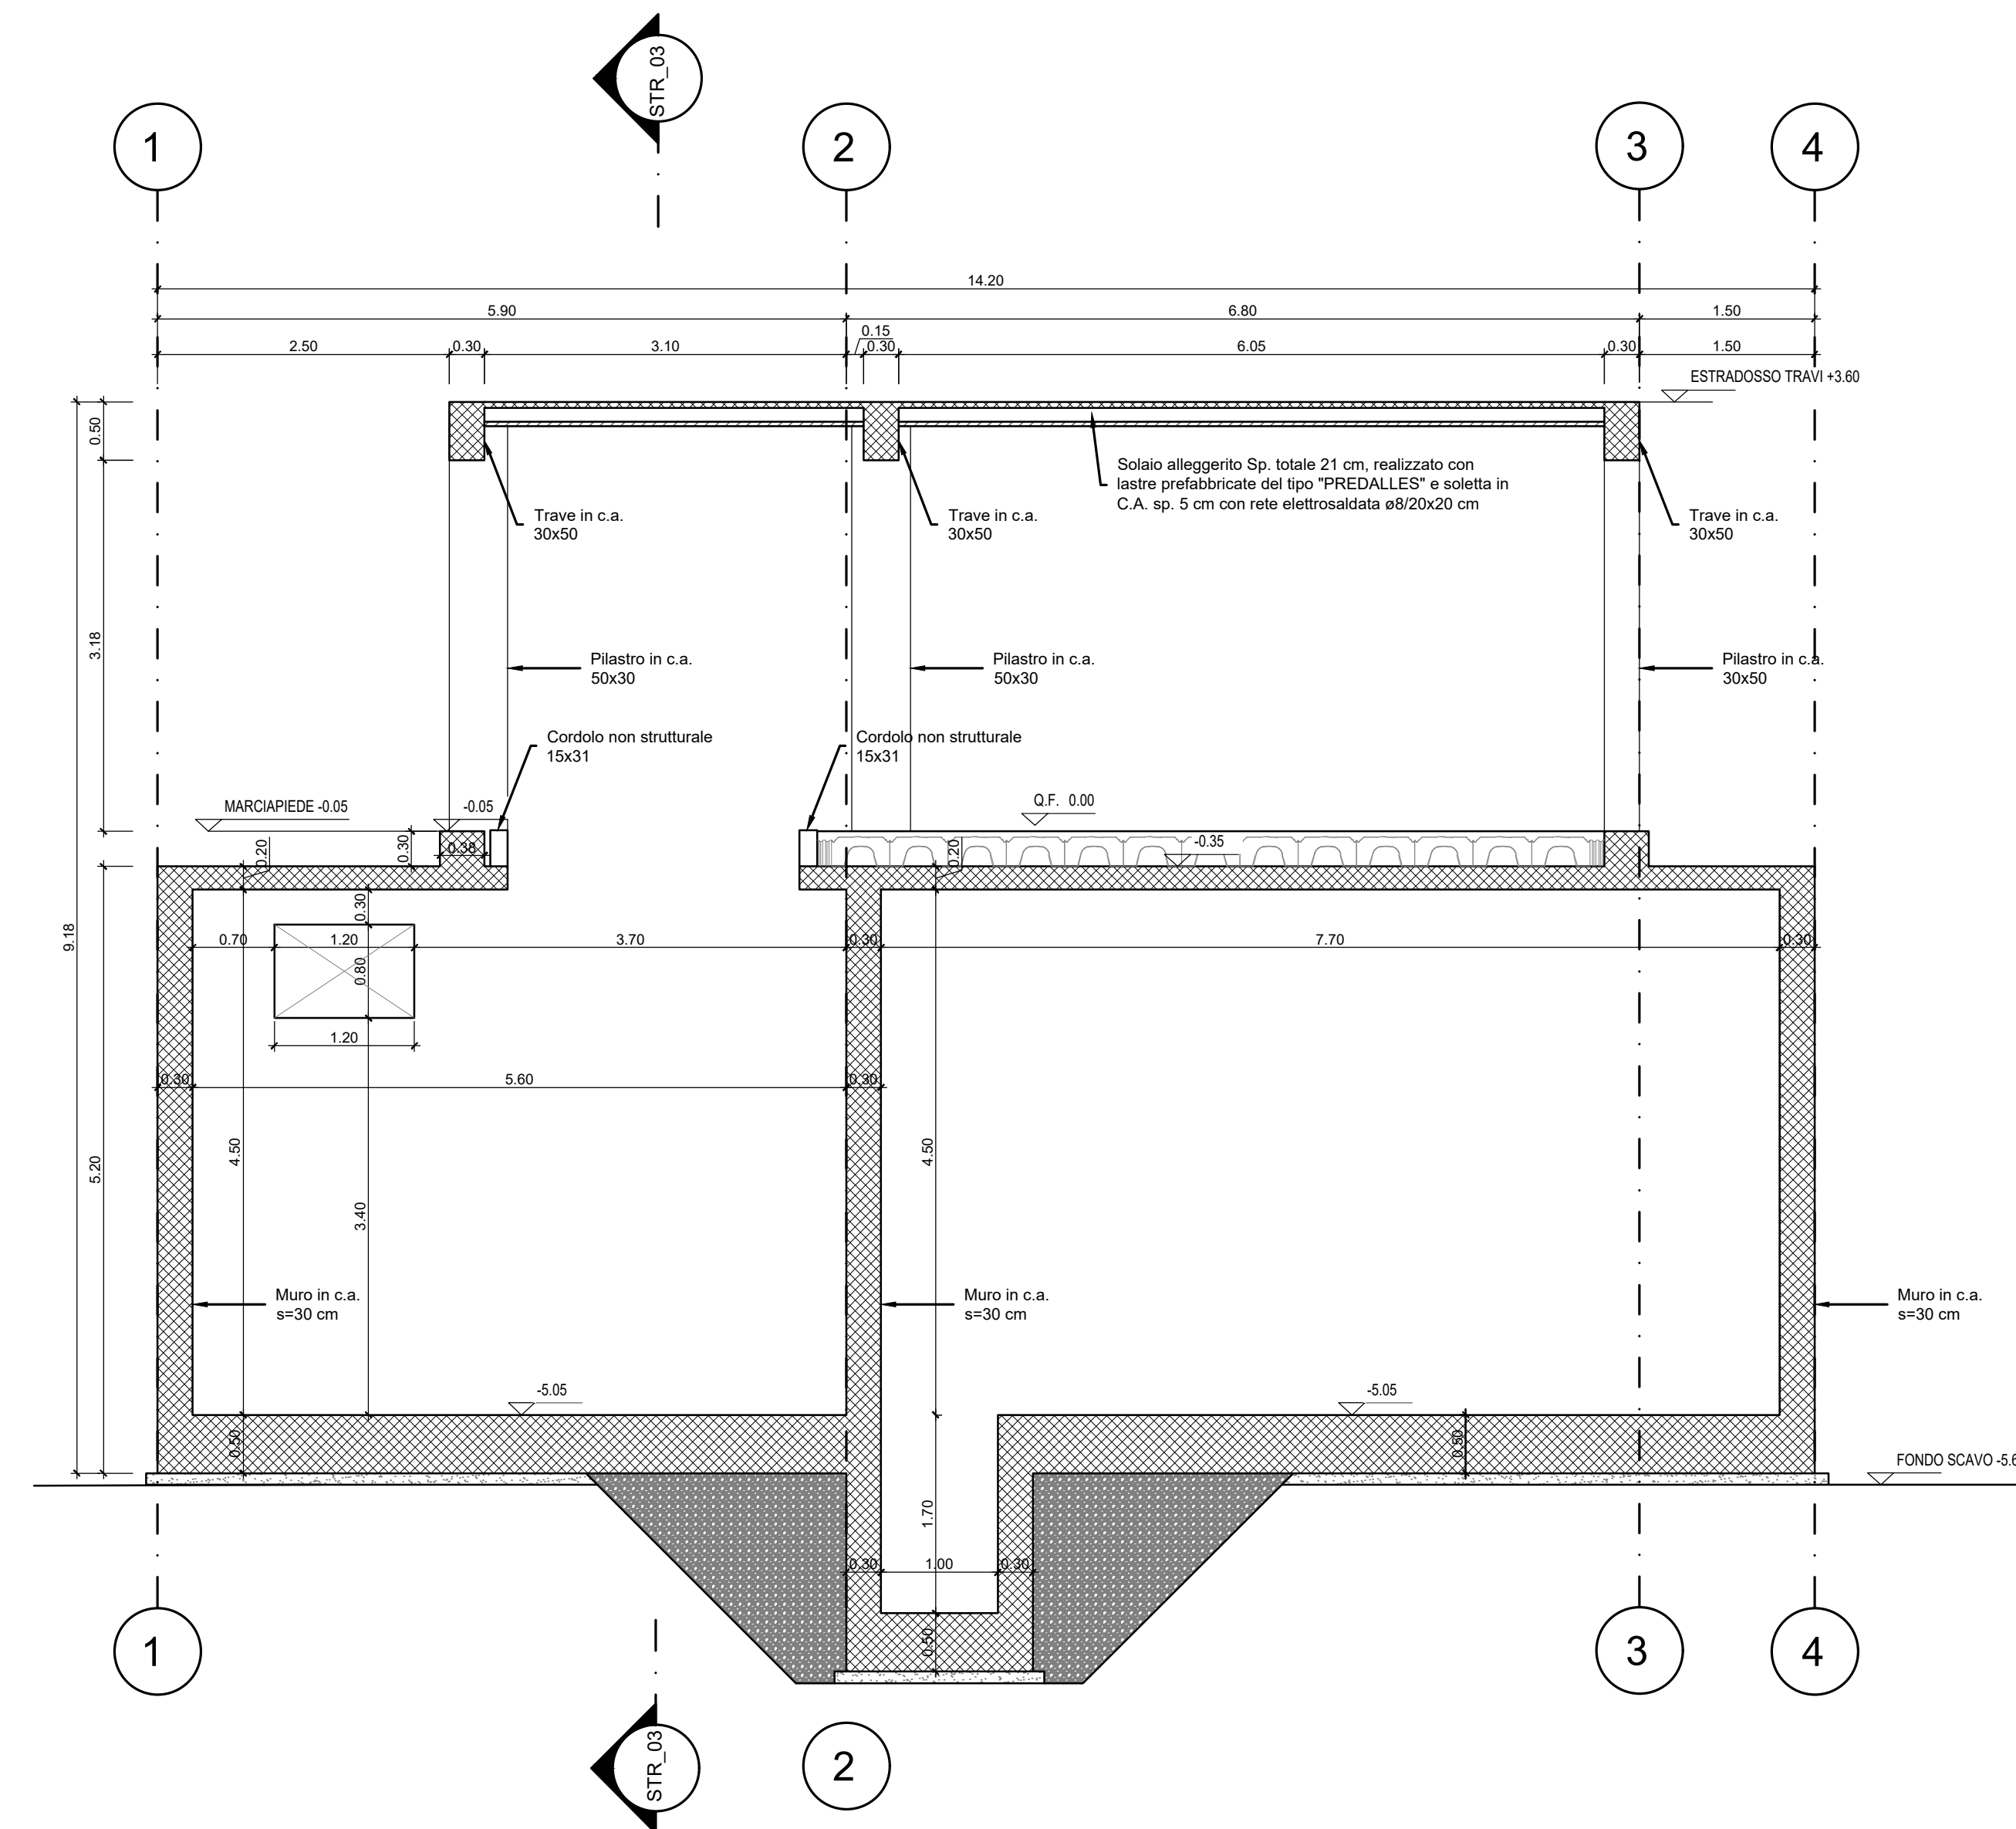 STR_03
1
2
3
4
14.20
5.90
6.80
1.50
0.15
2.50
0.30
3.10
0.30
6.05
0.30
1.50
ESTRADOSSO TRAVI +3.60
0.50
Solaio alleggerito Sp. totale 21 cm, realizzato con
lastre prefabbricate del tipo "PREDALLES" e soletta in
C.A. sp. 5 cm con rete elettrosaldata ø8/20x20 cm
Trave in c.a.
30x50
Trave in c.a.
30x50
Trave in c.a.
30x50
3.18
Pilastro in c.a.
50x30
Pilastro in c.a.
50x30
Pilastro in c.a.
30x50
Cordolo non strutturale
15x31
Cordolo non strutturale
15x31
MARCIAPIEDE -0.05
-0.05
Q.F. 0.00
0.20
0.30
0.38
0.20
-0.35
9.18
0.30
0.70
1.20
3.70
0.30
7.70
0.30
0.80
1.20
0.30
5.60
0.30
5.20
4.50
3.40
4.50
Muro in c.a.
s=30 cm
Muro in c.a.
s=30 cm
Muro in c.a.
s=30 cm
-5.05
-5.05
0.50
0.50
FONDO SCAVO -5.6
1.70
0.30
1.00
0.30
0.50
1
2
3
4
STR_03